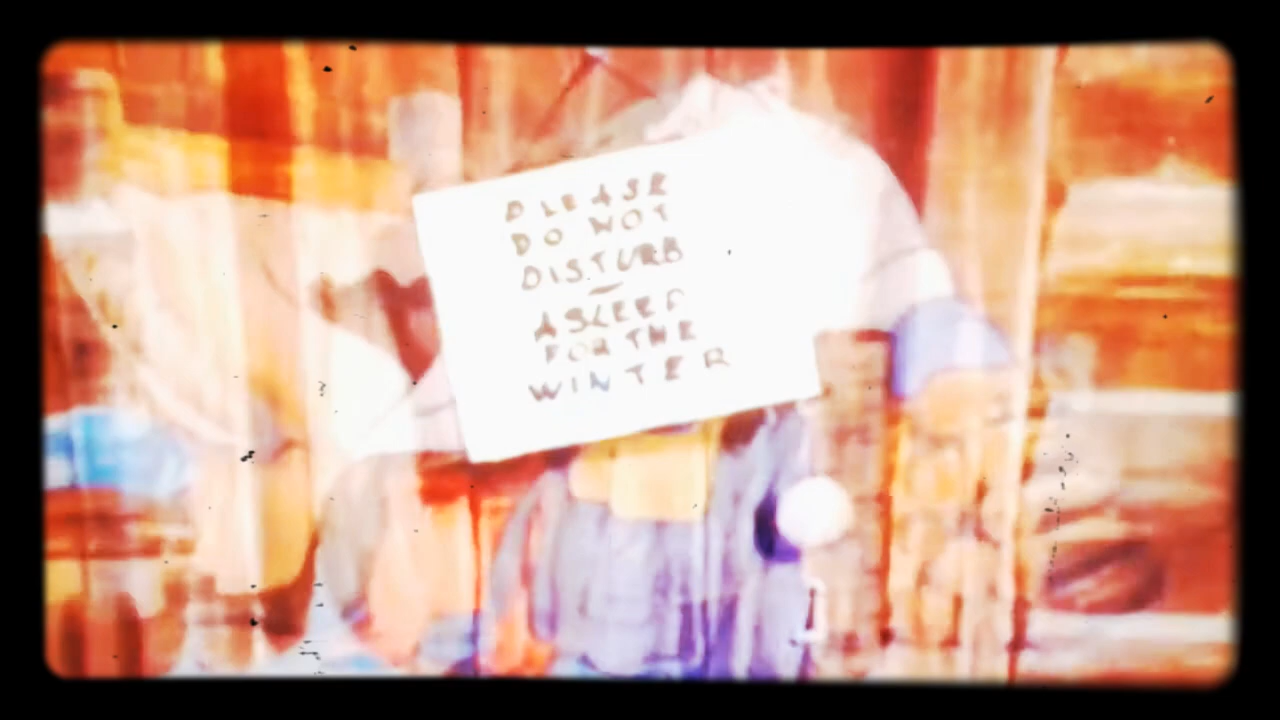 PLEASE
DO NOT
DISTURB
—
ASLEEP
FOR THE
WINTER